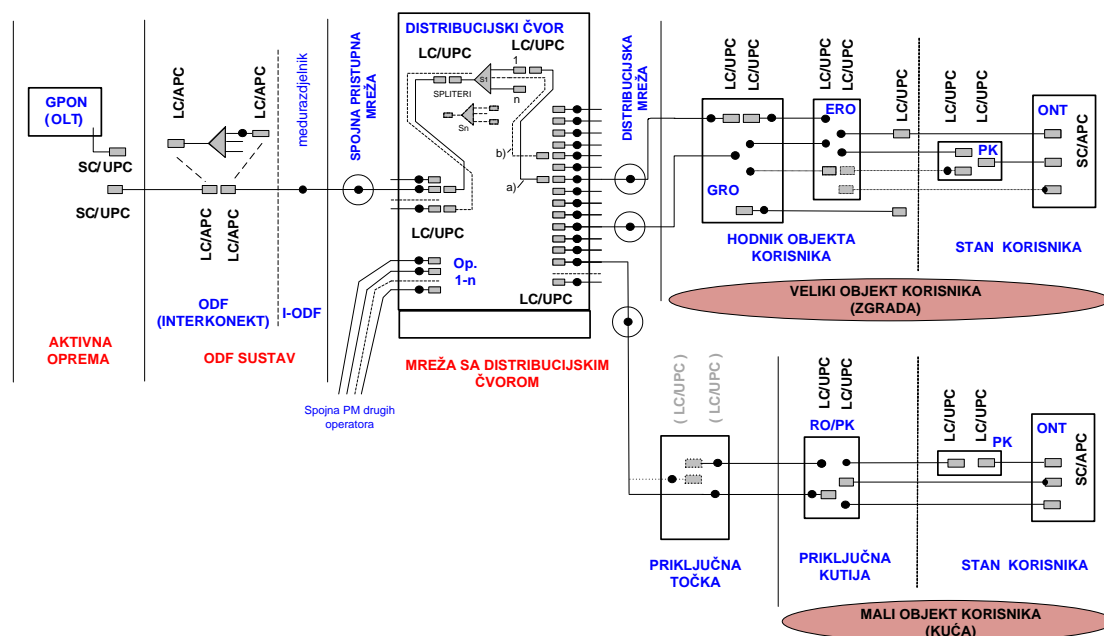 GPON
(OLT)
SC/UPC
SC/UPC
AKTIVNA
OPREMA
LC/APC
LC/APC
LC/APC
LC/APC
ODF
(INTERKONEKT)
ODF SUSTAV
međurazdjelnik
I-ODF
SPOJNA PRISTUPNA
MREŽA
DISTRIBUCIJSKI ČVOR
LC/UPC
LC/UPC
1
S1
n
SPLITERI
Sn
b)
a)
LC/UPC
Op.
1-n
LC/UPC
MREŽA SA DISTRIBUCIJSKIM
ČVOROM
Spojna PM drugih
operatora
DISTRIBUCIJSKA
MREŽA
LC/UPC
LC/UPC
GRO
LC/UPC
LC/UPC
ERO
LC/UPC
HODNIK OBJEKTA
KORISNIKA
LC/UPC
LC/UPC
PK
ONT
SC/APC
STAN KORISNIKA
VELIKI OBJEKT KORISNIKA
(ZGRADA)
( LC/UPC )
( LC/UPC )
PRIKLJUČNA
TOČKA
LC/UPC
LC/UPC
RO/PK
PRIKLJUČNA
KUTIJA
LC/UPC
LC/UPC
PK
ONT
SC/APC
STAN KORISNIKA
MALI OBJEKT KORISNIKA
(KUĆA)